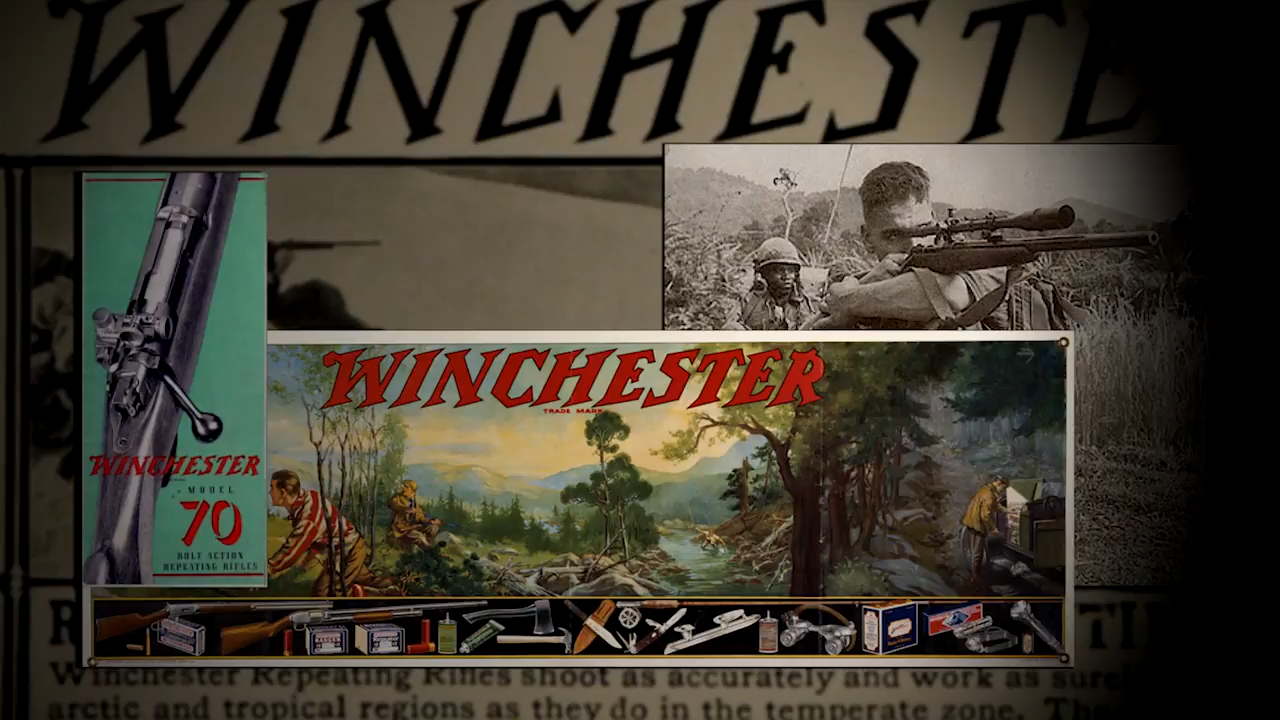 WINCHESTE
WINCHESTER
MODEL
70
BOLT ACTION
REPEATING RIFLES
WINCHESTER
TRADE MARK
Winchester Repeating Rifles shoot as accurately and work as sure
arctic and tropical regions as they do in the temperate zone. The